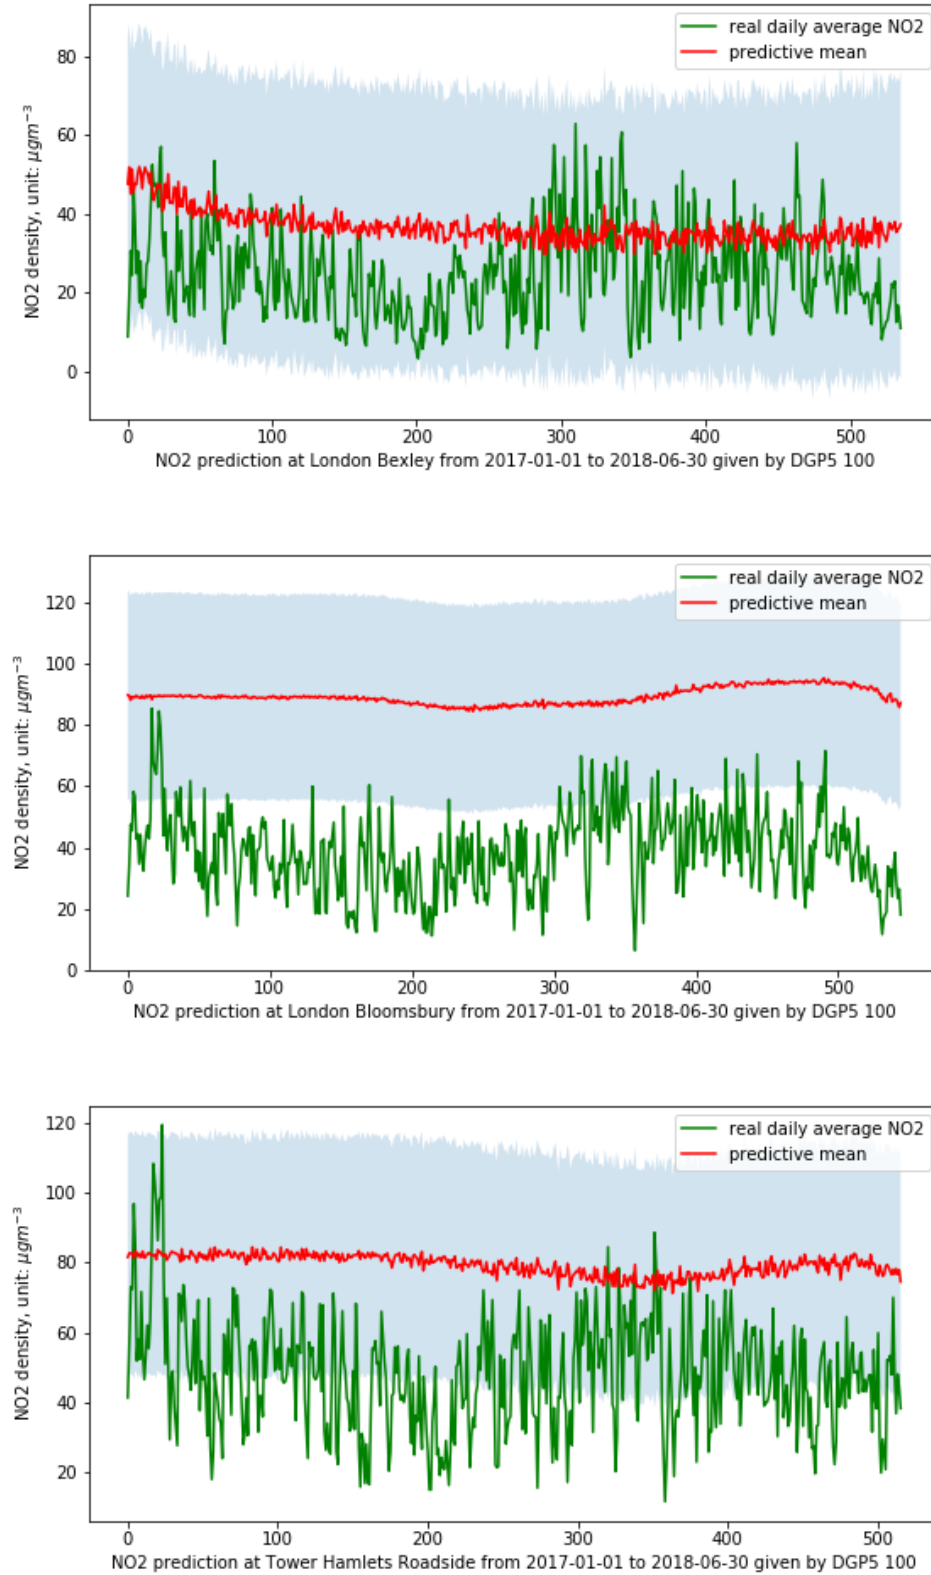 real daily average NO2
predictive mean
NO2 density, unit: μgm⁻³
80
60
40
20
0
0 100 200 300 400 500
NO2 prediction at London Bexley from 2017-01-01 to 2018-06-30 given by DGP5 100
real daily average NO2
predictive mean
NO2 density, unit: μgm⁻³
120
100
80
60
40
20
0
0 100 200 300 400 500
NO2 prediction at London Bloomsbury from 2017-01-01 to 2018-06-30 given by DGP5 100
real daily average NO2
predictive mean
NO2 density, unit: μgm⁻³
120
100
80
60
40
20
0 100 200 300 400 500
NO2 prediction at Tower Hamlets Roadside from 2017-01-01 to 2018-06-30 given by DGP5 100